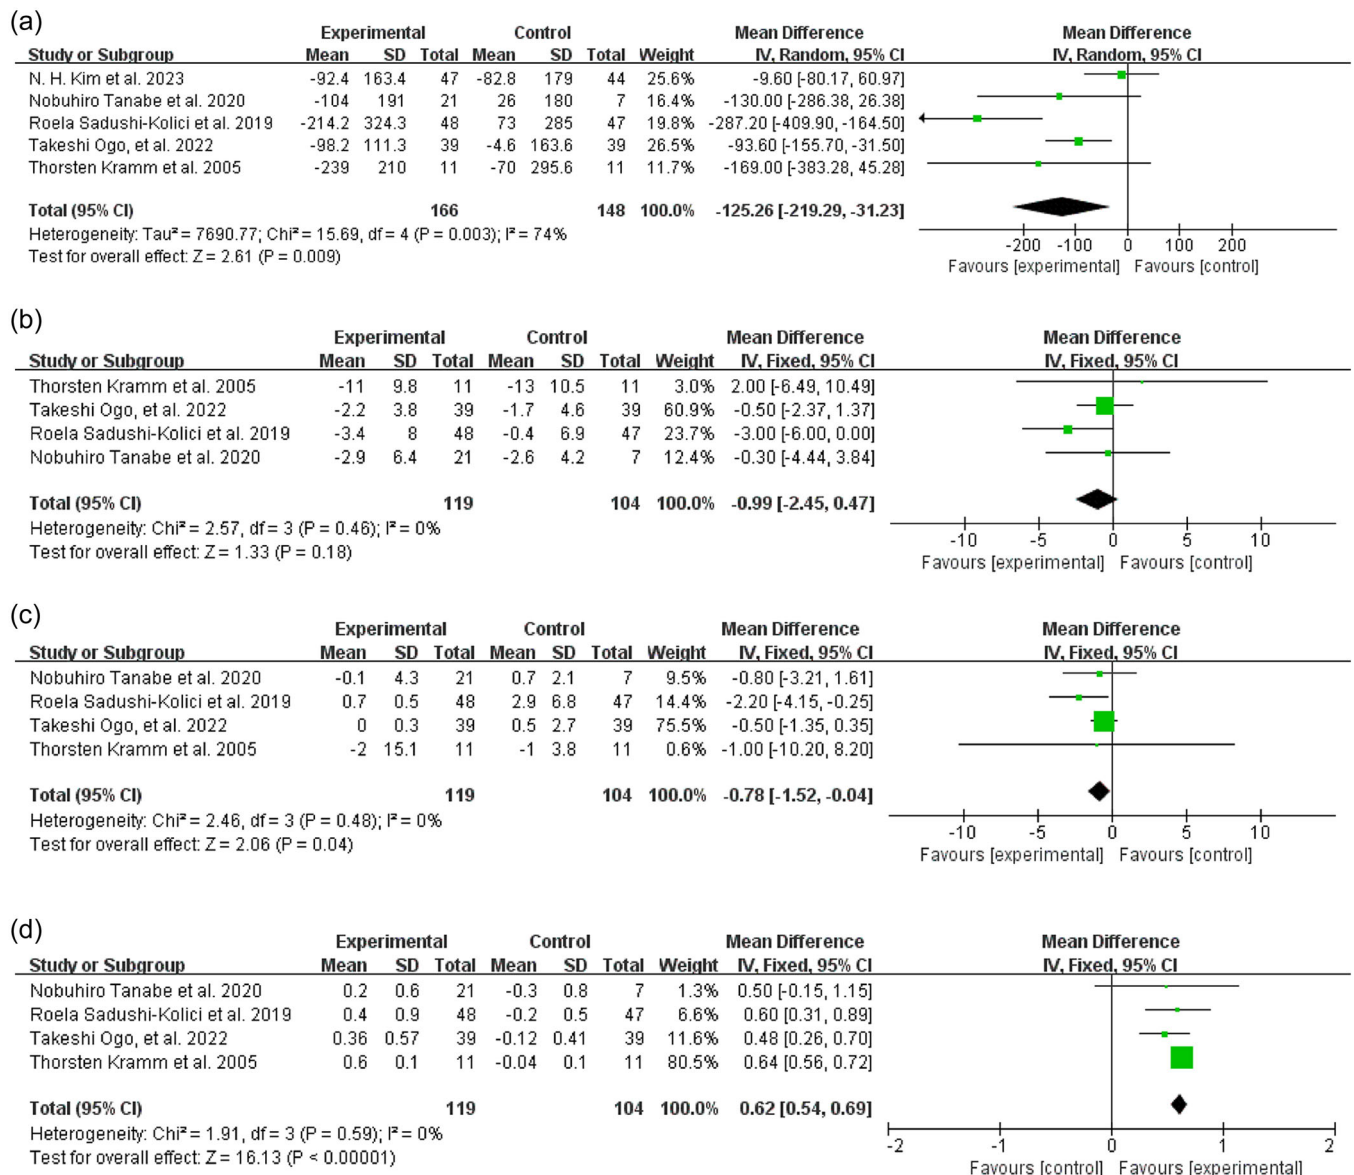 (a)
Experimental Control Mean Difference Mean Difference
Study or Subgroup Mean SD Total Mean SD Total Weight IV, Random, 95% CI IV, Random, 95% CI
N. H. Kim et al. 2023 -92.4 163.4 47 -82.8 179 44 25.6% -9.60 [-80.17, 60.97]
Nobuhiro Tanabe et al. 2020 -104 191 21 26 180 7 16.4% -130.00 [-286.38, 26.38]
Roela Sadushi-Kolici et al. 2019 -214.2 324.3 48 73 285 47 19.8% -287.20 [-409.90, -164.50]
Takeshi Ogo, et al. 2022 -98.2 111.3 39 -4.6 163.6 39 26.5% -93.60 [-155.70, -31.50]
Thorsten Kramm et al. 2005 -239 210 11 -70 295.6 11 11.7% -169.00 [-383.28, 45.28]
Total (95% CI) 166 148 100.0% -125.26 [-219.29, -31.23]
Heterogeneity: Tau² = 7690.77; Chi² = 15.69, df = 4 (P = 0.003); I² = 74%
Test for overall effect: Z = 2.61 (P = 0.009)
-200 -100 0 100 200
Favours [experimental] Favours [control]
(b)
Experimental Control Mean Difference Mean Difference
Study or Subgroup Mean SD Total Mean SD Total Weight IV, Fixed, 95% CI IV, Fixed, 95% CI
Thorsten Kramm et al. 2005 -11 9.8 11 -13 10.5 11 3.0% 2.00 [-6.49, 10.49]
Takeshi Ogo, et al. 2022 -2.2 3.8 39 -1.7 4.6 39 60.9% -0.50 [-2.37, 1.37]
Roela Sadushi-Kolici et al. 2019 -3.4 8 48 -0.4 6.9 47 23.7% -3.00 [-6.00, 0.00]
Nobuhiro Tanabe et al. 2020 -2.9 6.4 21 -2.6 4.2 7 12.4% -0.30 [-4.44, 3.84]
Total (95% CI) 119 104 100.0% -0.99 [-2.45, 0.47]
Heterogeneity: Chi² = 2.57, df = 3 (P = 0.46); I² = 0%
Test for overall effect: Z = 1.33 (P = 0.18)
-10 -5 0 5 10
Favours [experimental] Favours [control]
(c)
Experimental Control Mean Difference Mean Difference
Study or Subgroup Mean SD Total Mean SD Total Weight IV, Fixed, 95% CI IV, Fixed, 95% CI
Nobuhiro Tanabe et al. 2020 -0.1 4.3 21 0.7 2.1 7 9.5% -0.80 [-3.21, 1.61]
Roela Sadushi-Kolici et al. 2019 0.7 0.5 48 2.9 6.8 47 14.4% -2.20 [-4.15, -0.25]
Takeshi Ogo, et al. 2022 0 0.3 39 0.5 2.7 39 75.5% -0.50 [-1.35, 0.35]
Thorsten Kramm et al. 2005 -2 15.1 11 -1 3.8 11 0.6% -1.00 [-10.20, 8.20]
Total (95% CI) 119 104 100.0% -0.78 [-1.52, -0.04]
Heterogeneity: Chi² = 2.46, df = 3 (P = 0.48); I² = 0%
Test for overall effect: Z = 2.06 (P = 0.04)
-10 -5 0 5 10
Favours [experimental] Favours [control]
(d)
Experimental Control Mean Difference Mean Difference
Study or Subgroup Mean SD Total Mean SD Total Weight IV, Fixed, 95% CI IV, Fixed, 95% CI
Nobuhiro Tanabe et al. 2020 0.2 0.6 21 -0.3 0.8 7 1.3% 0.50 [-0.15, 1.15]
Roela Sadushi-Kolici et al. 2019 0.4 0.9 48 -0.2 0.5 47 6.6% 0.60 [0.31, 0.89]
Takeshi Ogo, et al. 2022 0.36 0.57 39 -0.12 0.41 39 11.6% 0.48 [0.26, 0.70]
Thorsten Kramm et al. 2005 0.6 0.1 11 -0.04 0.1 11 80.5% 0.64 [0.56, 0.72]
Total (95% CI) 119 104 100.0% 0.62 [0.54, 0.69]
Heterogeneity: Chi² = 1.91, df = 3 (P = 0.59); I² = 0%
Test for overall effect: Z = 16.13 (P < 0.00001)
-2 -1 0 1 2
Favours [control] Favours [experimental]